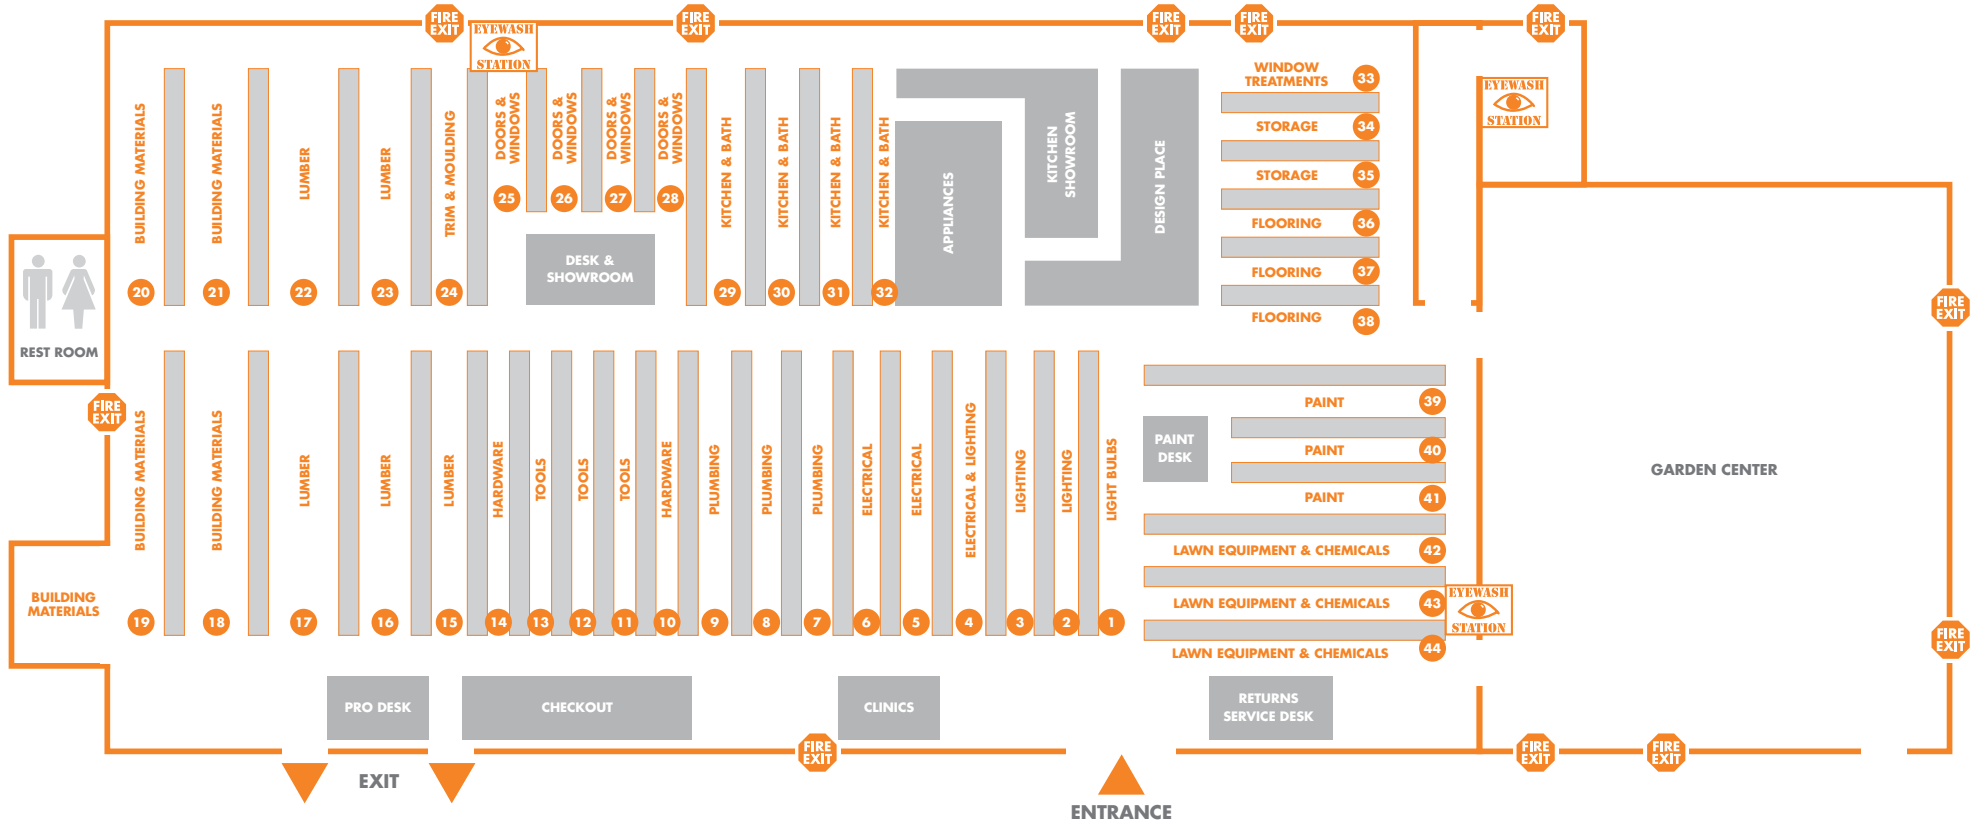 FIRE
EXIT
FIRE
EXIT
FIRE
EXIT
FIRE
EXIT
FIRE
EXIT
EYEWASH
STATION
EYEWASH
STATION
BUILDING MATERIALS
20
BUILDING MATERIALS
21
LUMBER
22
LUMBER
23
TRIM & MOULDING
24
DOORS &
WINDOWS
25
DOORS &
WINDOWS
26
DOORS &
WINDOWS
27
DOORS &
WINDOWS
28
DESK &
SHOWROOM
KITCHEN & BATH
29
KITCHEN & BATH
30
KITCHEN & BATH
31
KITCHEN & BATH
32
APPLIANCES
KITCHEN
SHOWROOM
DESIGN PLACE
WINDOW
TREATMENTS
33
STORAGE
34
STORAGE
35
FLOORING
36
FLOORING
37
FLOORING
38
REST ROOM
FIRE
EXIT
FIRE
EXIT
BUILDING MATERIALS
19
BUILDING MATERIALS
18
LUMBER
17
LUMBER
16
LUMBER
15
HARDWARE
14
TOOLS
13
TOOLS
12
TOOLS
11
HARDWARE
10
PLUMBING
9
PLUMBING
8
PLUMBING
7
ELECTRICAL
6
ELECTRICAL
5
ELECTRICAL & LIGHTING
4
LIGHTING
3
LIGHTING
2
LIGHT BULBS
1
PAINT
DESK
PAINT
39
PAINT
40
PAINT
41
LAWN EQUIPMENT & CHEMICALS
42
LAWN EQUIPMENT & CHEMICALS
43
LAWN EQUIPMENT & CHEMICALS
44
EYEWASH
STATION
GARDEN CENTER
FIRE
EXIT
BUILDING
MATERIALS
PRO DESK
CHECKOUT
CLINICS
RETURNS
SERVICE DESK
FIRE
EXIT
FIRE
EXIT
FIRE
EXIT
EXIT
ENTRANCE